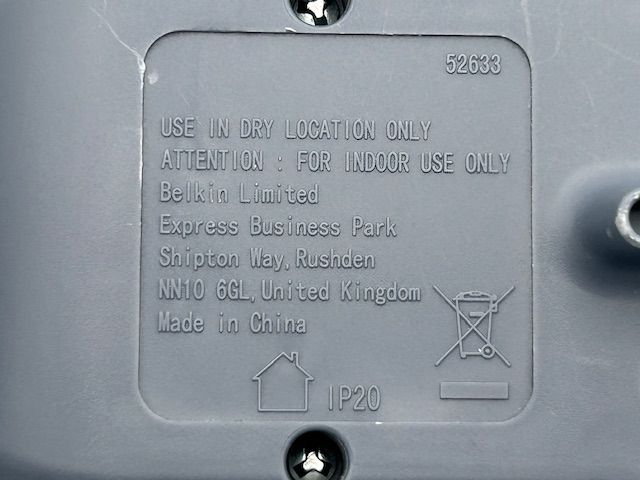 52633
USE IN DRY LOCATION ONLY
ATTENTION : FOR INDOOR USE ONLY
Belkin Limited
Express Business Park
Shipton Way,Rushden
NN10 6GL,United Kingdom
Made in China
IP20